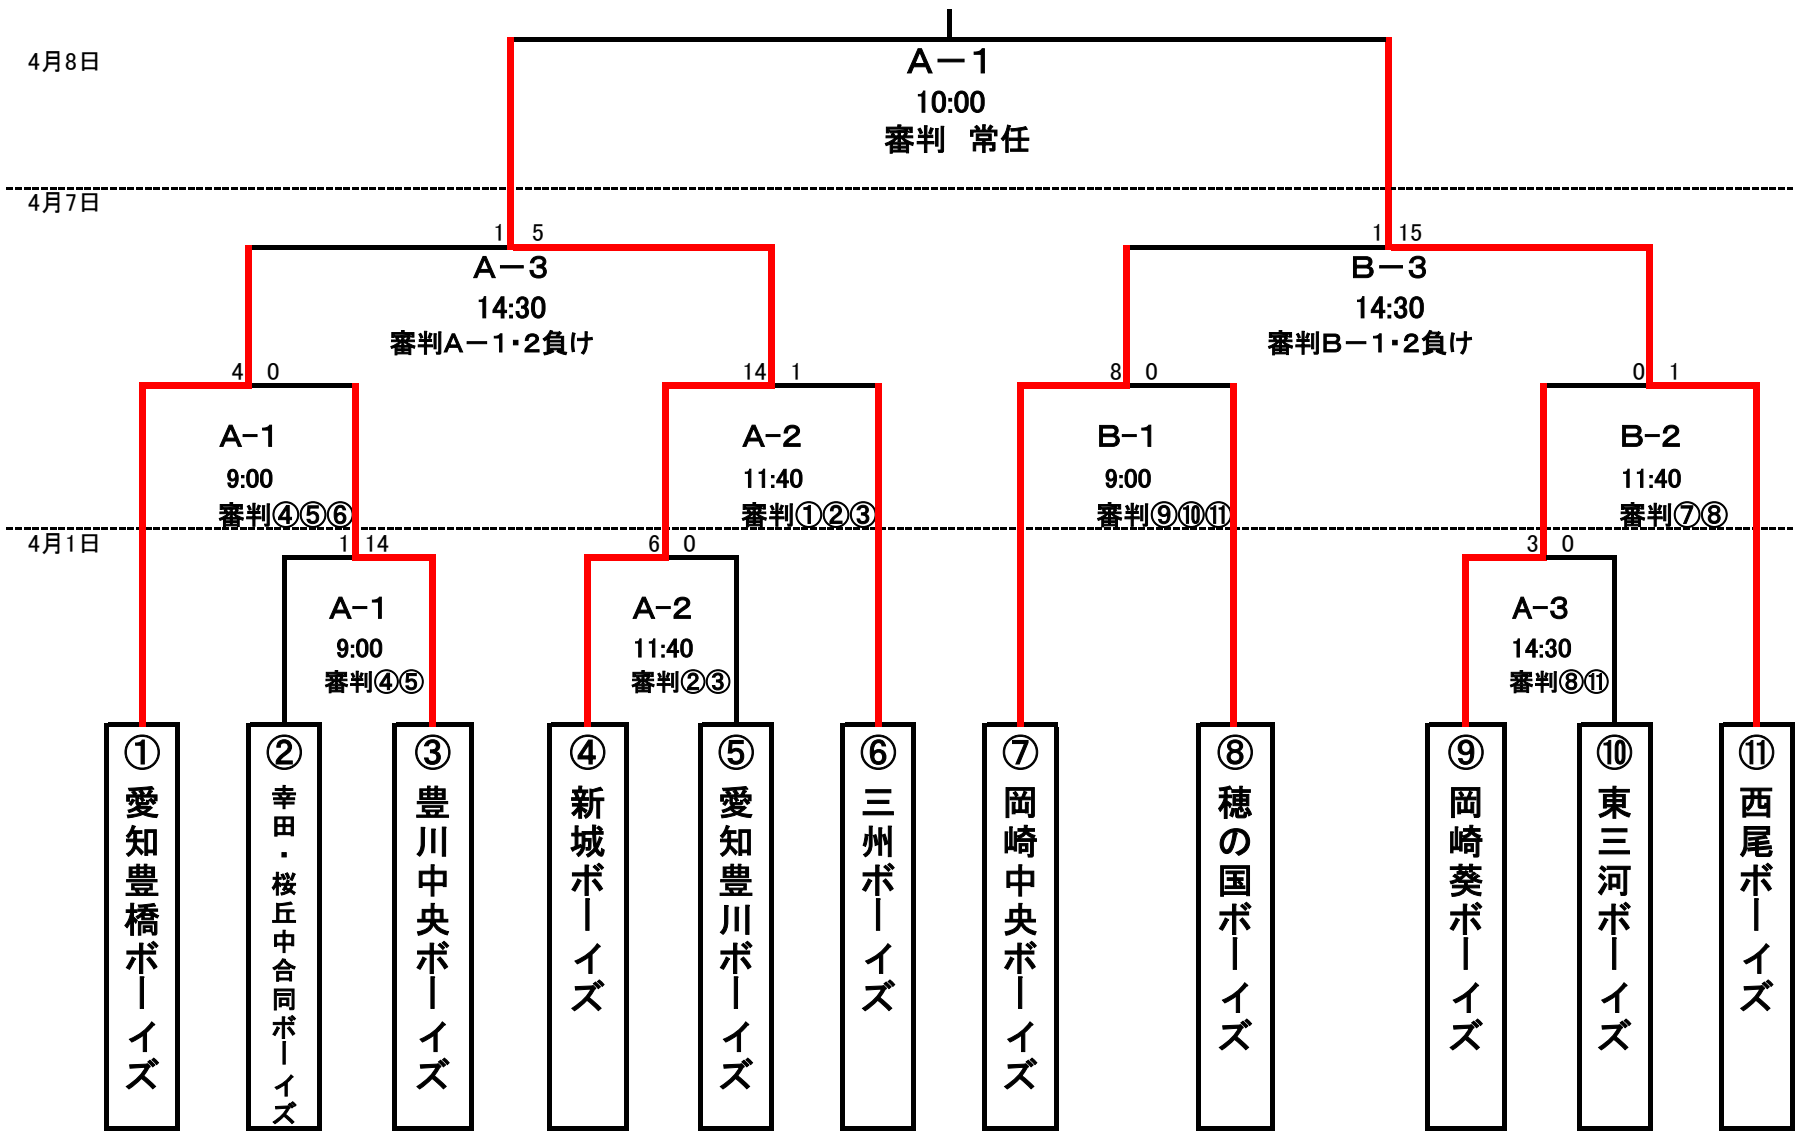 4月8日
A－1
10:00
審判　常任
4月7日
1 5
1 15
A－3
B－3
14:30
14:30
審判A－1・2負け
審判B－1・2負け
4 0
14 1
8 0
0 1
A-1
A-2
B-1
B-2
9:00
11:40
9:00
11:40
審判④⑤⑥
審判①②③
審判⑨⑩⑪
審判⑦⑧
4月1日
1 14
6 0
3 0
A-1
A-2
A-3
9:00
11:40
14:30
審判④⑤
審判②③
審判⑧⑪
①愛知豊橋ボーイズ
②幸田・桜丘中合同ボーイズ
③豊川中央ボーイズ
④新城ボーイズ
⑤愛知豊川ボーイズ
⑥三州ボーイズ
⑦岡崎中央ボーイズ
⑧穂の国ボーイズ
⑨岡崎葵ボーイズ
⑩東三河ボーイズ
⑪西尾ボーイズ